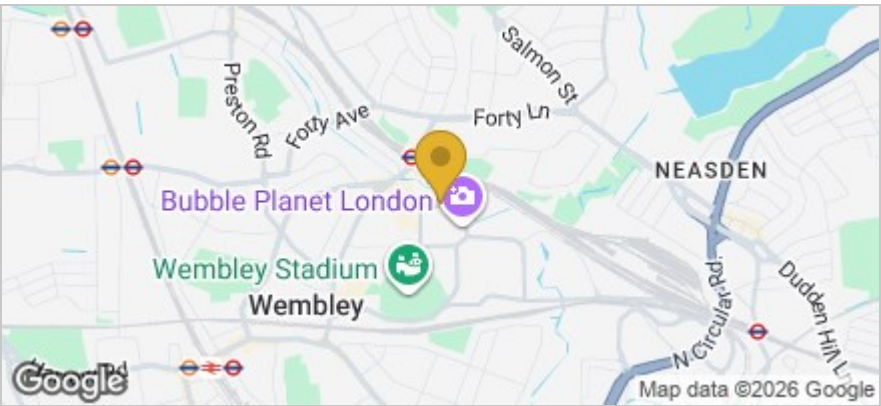 Salmon St
Preston Rd
Forty Ave
Forty Ln
NEASDEN
Bubble Planet London
Wembley Stadium
Wembley
N Circular Rd
Dudden Hill Ln
Google
Map data ©2026 Google